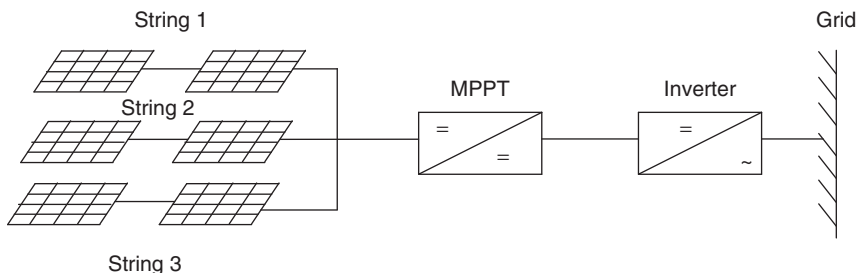 String 1
Grid
String 2
MPPT
Inverter
=
=
=
~
String 3